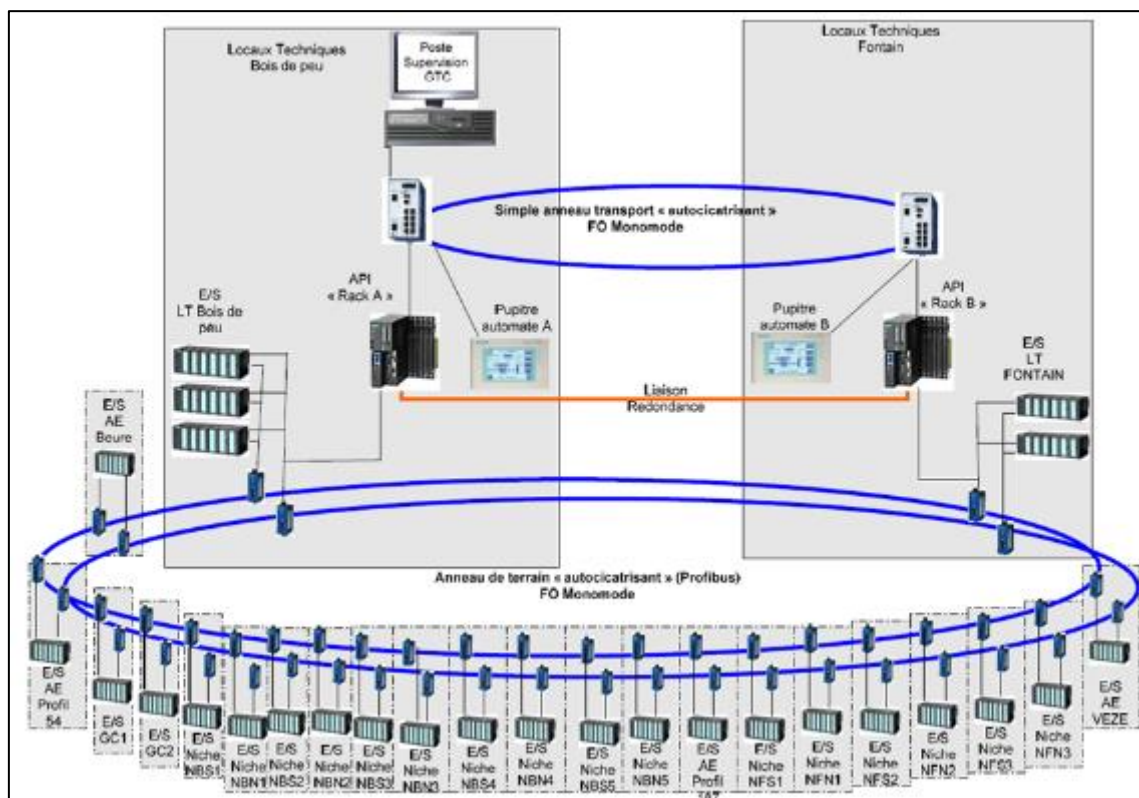 Locaux Techniques
Bois de peu
Poste
Supervision
GTC
Locaux Techniques
Fontain
Simple anneau transport « autocicatrisant »
FO Monomode
API
« Rack A »
Pupitre
automate A
Pupitre
automate B
API
« Rack B »
E/S
LT Bois de
peu
E/S
LT
FONTAIN
Liaison
Redondance
E/S
AE
Beure
Anneau de terrain « autocicatrisant » (Profibus)
FO Monomode
E/S
AE
Profil
54
E/S
GC1
E/S
GC2
E/S
Niche
NBS1
E/S
Niche
NBN1
E/S
Niche
NBS2
E/S
Niche
NBN2
E/S
Niche
NBS3
E/S
Niche
NBN3
E/S
Niche
NBS4
E/S
Niche
NBN4
E/S
Niche
NBS5
E/S
Niche
NBN5
E/S
AE
Profil
E/S
Niche
NFS1
E/S
Niche
NFN1
E/S
Niche
NFS2
E/S
Niche
NFN2
E/S
Niche
NFS3
E/S
Niche
NFN3
E/S
AE
VEZE